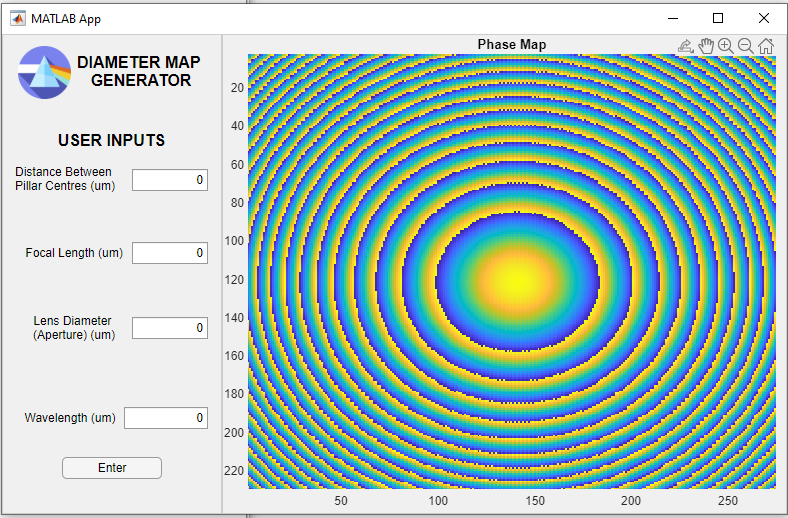 MATLAB App
DIAMETER MAP
GENERATOR
USER INPUTS
Distance Between
Pillar Centres (um)
0
Focal Length (um)
0
Lens Diameter
(Aperture) (um)
0
Wavelength (um)
0
Enter
Phase Map
20
40
60
80
100
120
140
160
180
200
220
50
100
150
200
250